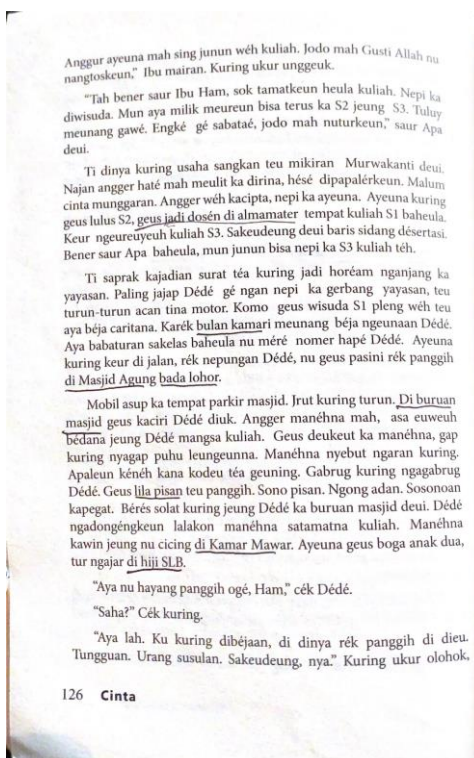 Anggur ayeuna mah sing junun wéh kuliah. Jodo mah Gusti Allah nu
nangtoskeun," Ibu mairan. Kuring ukur unggeuk.
"Tah bener saur Ibu Ham, sok tamatkeun heula kuliah. Nepi ka
diwisuda. Mun aya milik meureun bisa terus ka S2 jeung S3. Tuluy
meunang gawé. Engké gé sabataé, jodo mah nuturkeun," saur Apa
deui.
Ti dinya kuring usaha sangkan teu mikiran Murwakanti deui.
Najan angger haté mah meulit ka dirina, hésé dipapalérkeun. Malum
cinta munggaran. Angger wéh kacipta, nepi ka ayeuna. Ayeuna kuring
geus lulus S2, geus jadi dosén di almamater tempat kuliah S1 baheula.
Keur ngeureuyeuh kuliah S3. Sakeudeung deui baris sidang désertasi.
Bener saur Apa baheula, mun junun bisa nepi ka S3 kuliah téh.
Ti saprak kajadian surat téa kuring jadi horéam nganjang ka
yayasan. Paling jajap Dédé gé ngan nepi ka gerbang yayasan, teu
turun-turun acan tina motor. Komo geus wisuda S1 pleng wéh teu
aya béja caritana. Karék bulan kamari meunang béja ngeunaan Dédé.
Aya babaturan sakelas baheula nu méré nomer hapé Dédé. Ayeuna
kuring keur di jalan, rék nepungan Dédé, nu geus pasini rék panggih
di Masjid Agung bada lohor.
Mobil asup ka tempat parkir masjid. Jrut kuring turun. Di buruan
masjid geus kaciri Dédé diuk. Angger manéhna mah, asa euweuh
bédana jeung Dédé mangsa kuliah. Geus deukeut ka manéhna, gap
kuring nyagap puhu leungeunna. Manéhna nyebut ngaran kuring.
Apaleun kénéh kana kodeu téa geuning. Gabrug kuring ngagabrug
Dédé. Geus lila pisan teu panggih. Sono pisan. Ngong adan. Sosonoan
kapegat. Bérés solat kuring jeung Dédé ka buruan masjid deui. Dédé
ngadongéngkeun lalakon manéhna satamatna kuliah. Manéhna
kawin jeung nu cicing di Kamar Mawar. Ayeuna geus boga anak dua,
tur ngajar di hiji SLB.
"Aya nu hayang panggih ogé, Ham," cék Dédé.
"Saha?" Cék kuring.
"Aya lah. Ku kuring dibéjaan, di dinya rék panggih di dieu.
Tungguan. Urang susulan. Sakeudeung, nya." Kuring ukur olohok,
126 Cinta